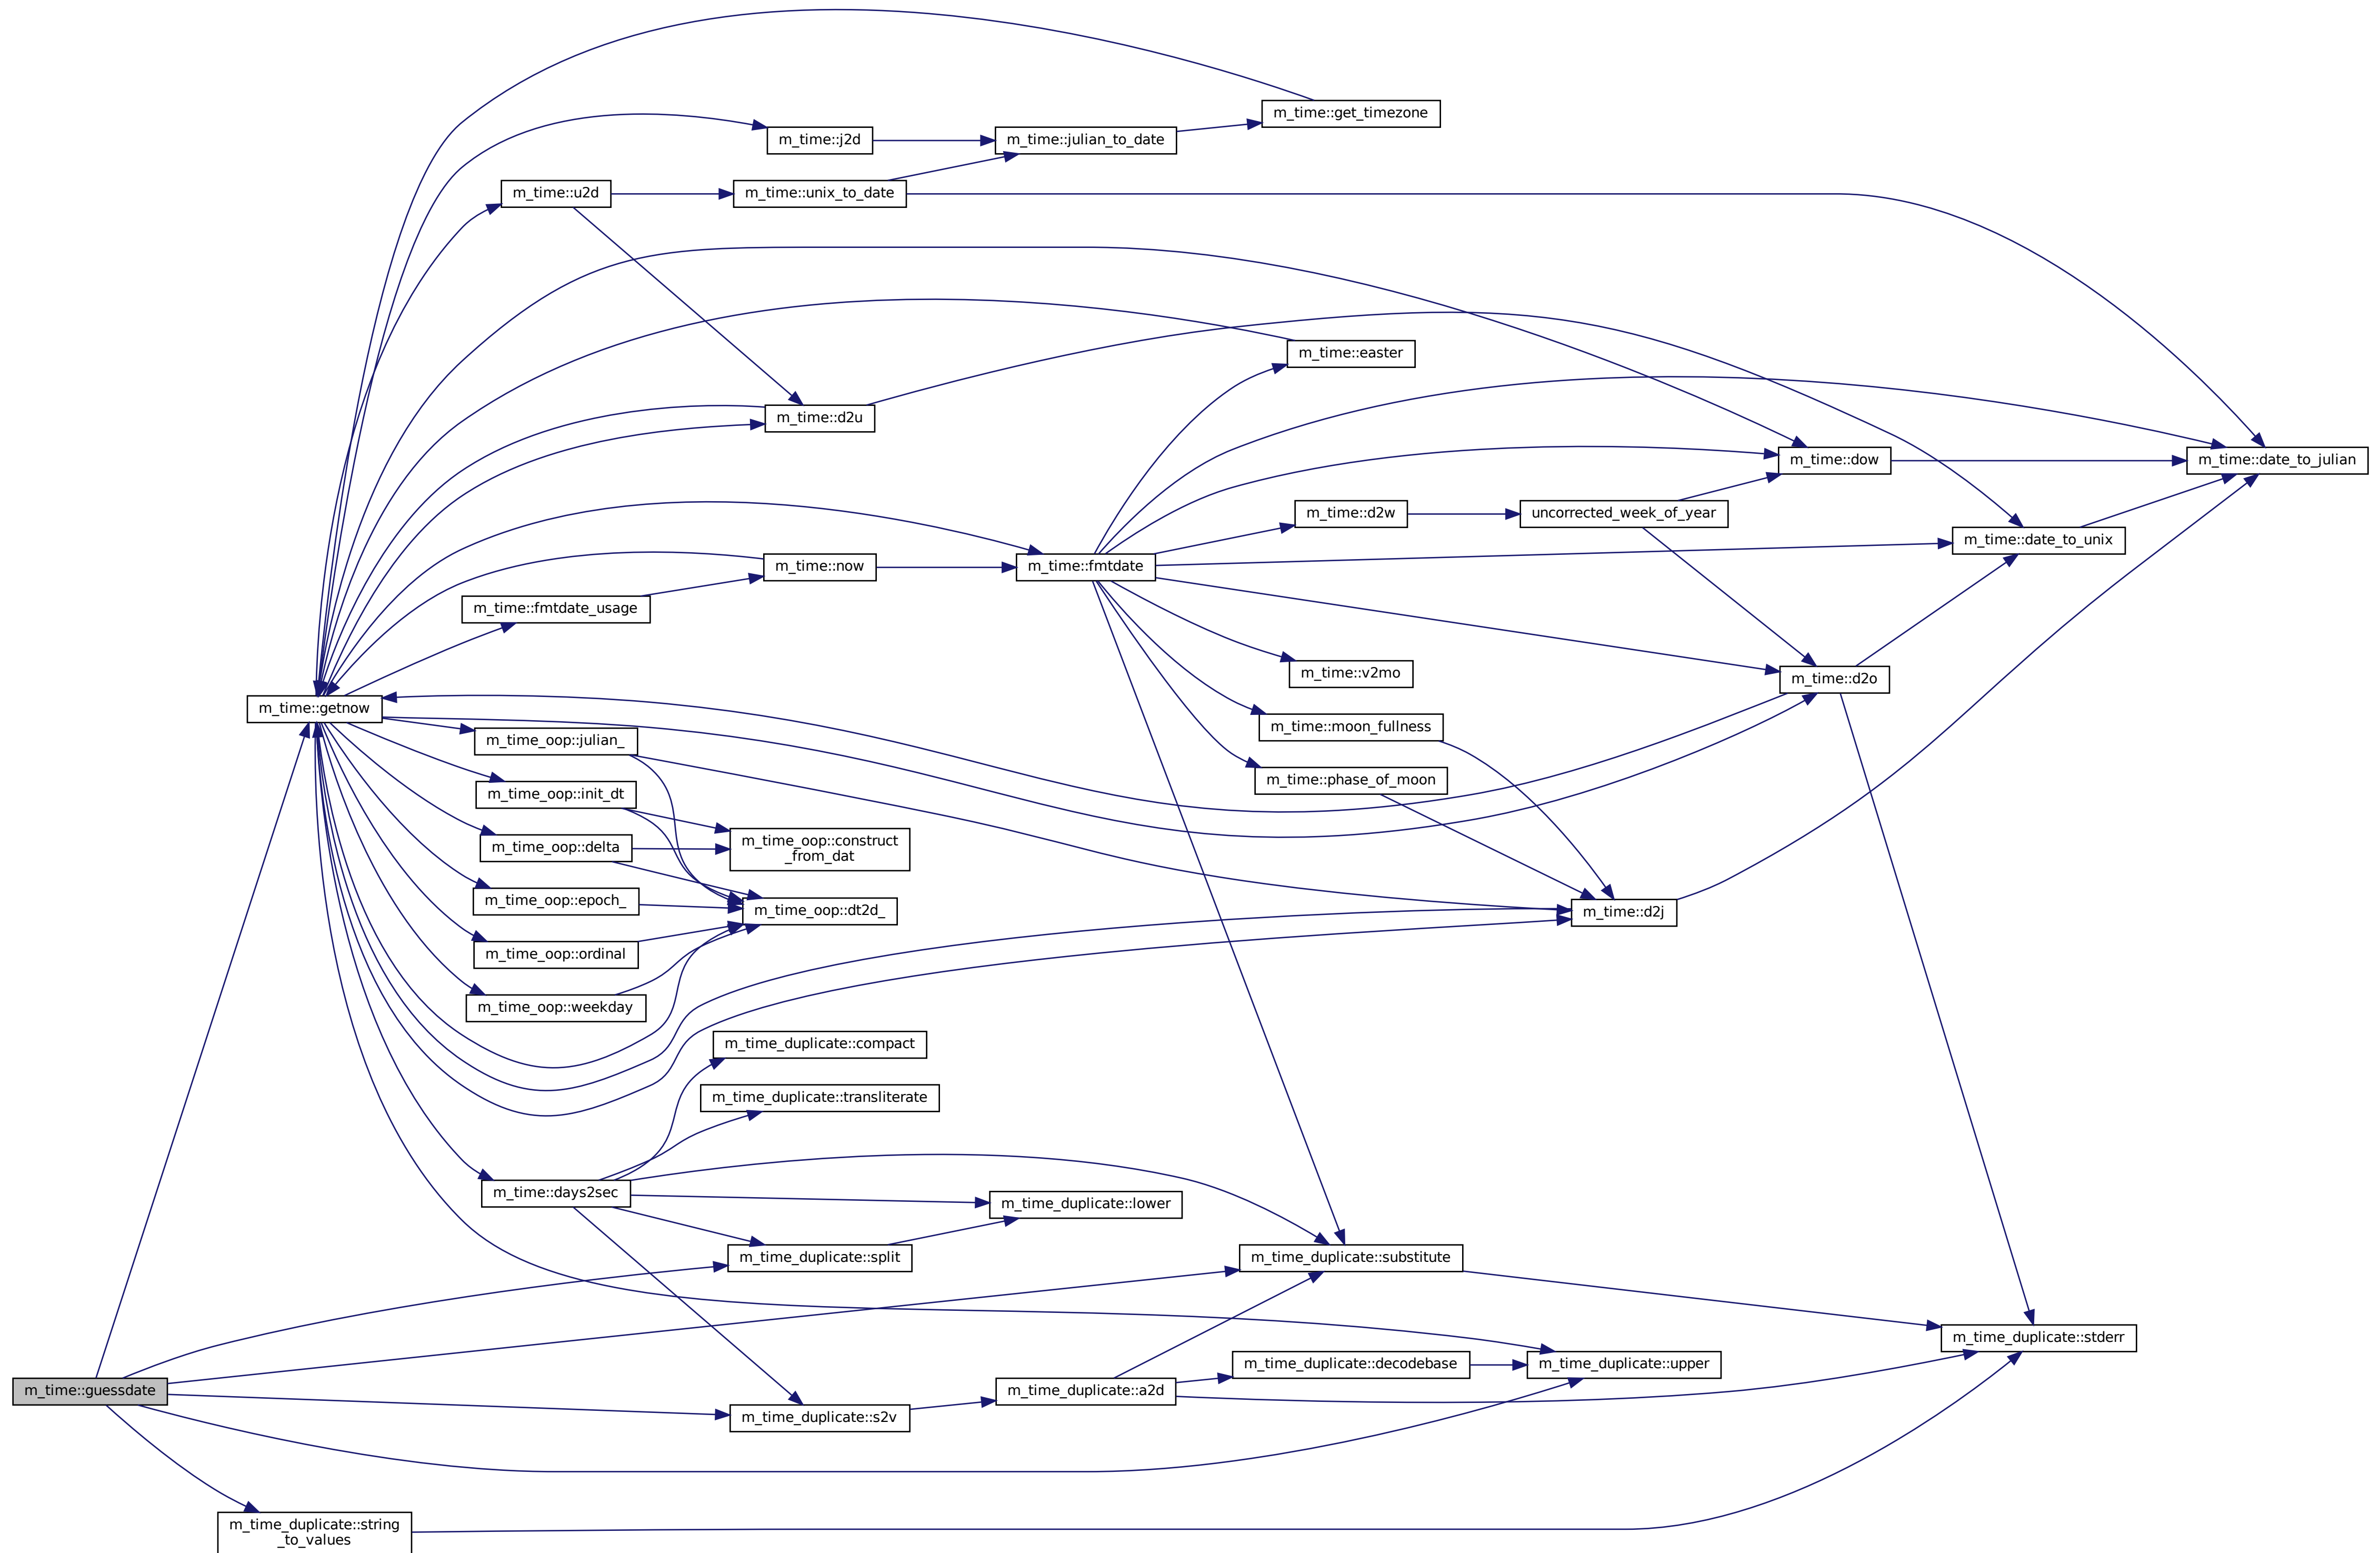 m_time::get_timezone
m_time::j2d
m_time::julian_to_date
m_time::u2d
m_time::unix_to_date
m_time::easter
m_time::d2u
m_time::dow
m_time::date_to_julian
m_time::d2w
uncorrected_week_of_year
m_time::date_to_unix
m_time::now
m_time::fmtdate
m_time::fmtdate_usage
m_time::v2mo
m_time::d2o
m_time::getnow
m_time::moon_fullness
m_time_oop::julian_
m_time::phase_of_moon
m_time_oop::init_dt
m_time_oop::delta
m_time_oop::construct
_from_dat
m_time_oop::epoch_
m_time_oop::dt2d_
m_time::d2j
m_time_oop::ordinal
m_time_oop::weekday
m_time_duplicate::compact
m_time_duplicate::transliterate
m_time::days2sec
m_time_duplicate::lower
m_time_duplicate::split
m_time_duplicate::substitute
m_time_duplicate::stderr
m_time_duplicate::decodebase
m_time_duplicate::upper
m_time::guessdate
m_time_duplicate::a2d
m_time_duplicate::s2v
m_time_duplicate::string
_to_values